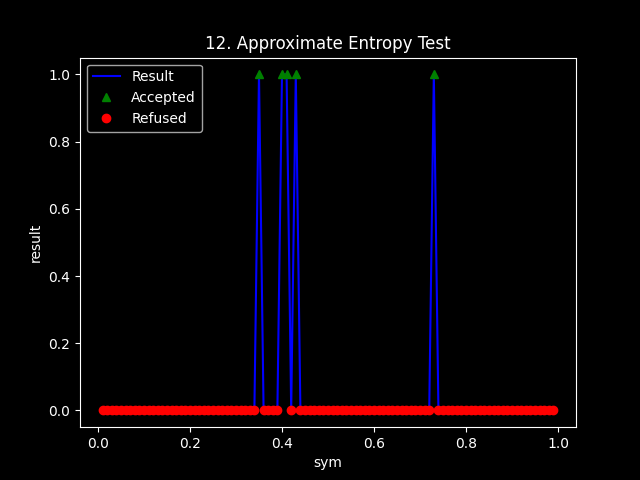 12. Approximate Entropy Test
Result
Accepted
Refused
1.0
0.8
0.6
0.4
0.2
0.0
result
0.0 0.2 0.4 0.6 0.8 1.0
sym